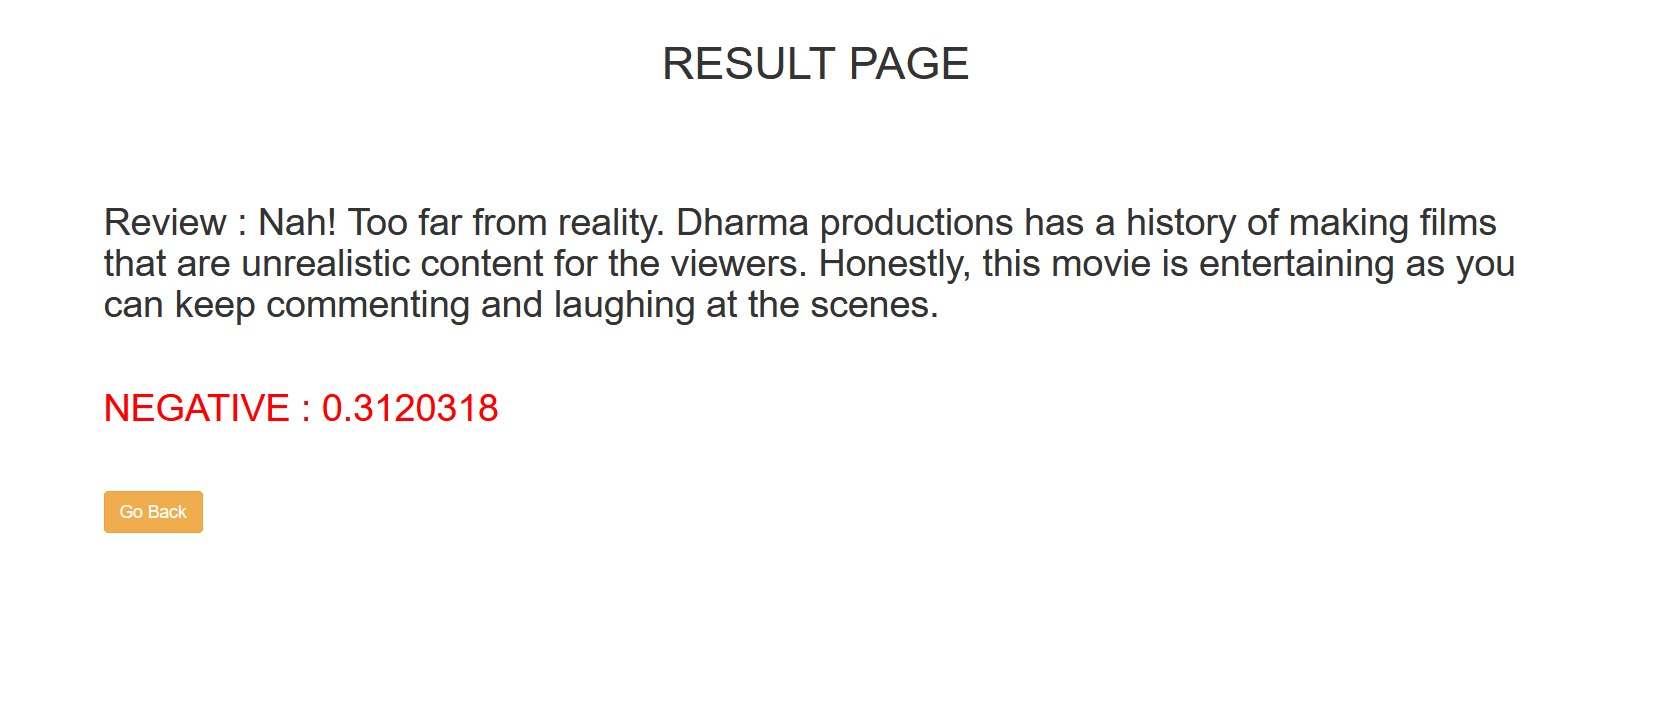 RESULT PAGE
Review : Nah! Too far from reality. Dharma productions has a history of making films
that are unrealistic content for the viewers. Honestly, this movie is entertaining as you
can keep commenting and laughing at the scenes.
NEGATIVE : 0.3120318
Go Back